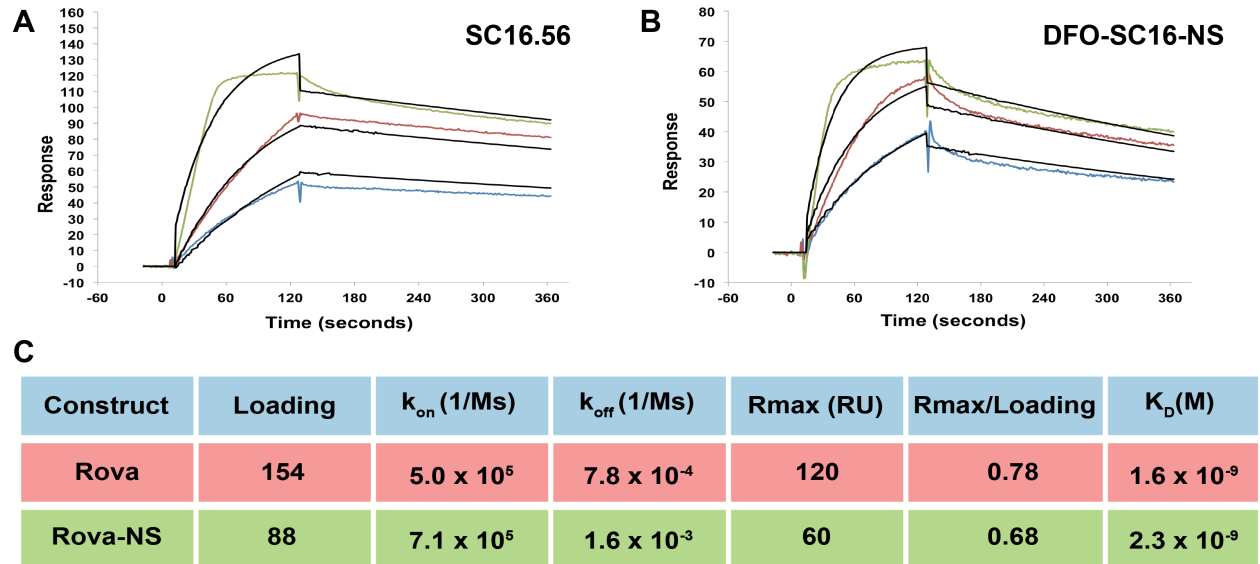 A
SC16.56
160
150
140
130
120
110
100
90
80
70
60
50
40
30
20
10
0
-10
Response
-60 0 60 120 180 240 300 360
Time (seconds)
B
DFO-SC16-NS
80
70
60
50
40
30
20
10
0
-10
Response
-60 0 60 120 180 240 300 360
Time (seconds)
C
Construct Loading kon (1/Ms) koff (1/Ms) Rmax (RU) Rmax/Loading KD(M)
Rova 154 5.0 x 10⁵ 7.8 x 10⁻⁴ 120 0.78 1.6 x 10⁻⁹
Rova-NS 88 7.1 x 10⁵ 1.6 x 10⁻³ 60 0.68 2.3 x 10⁻⁹